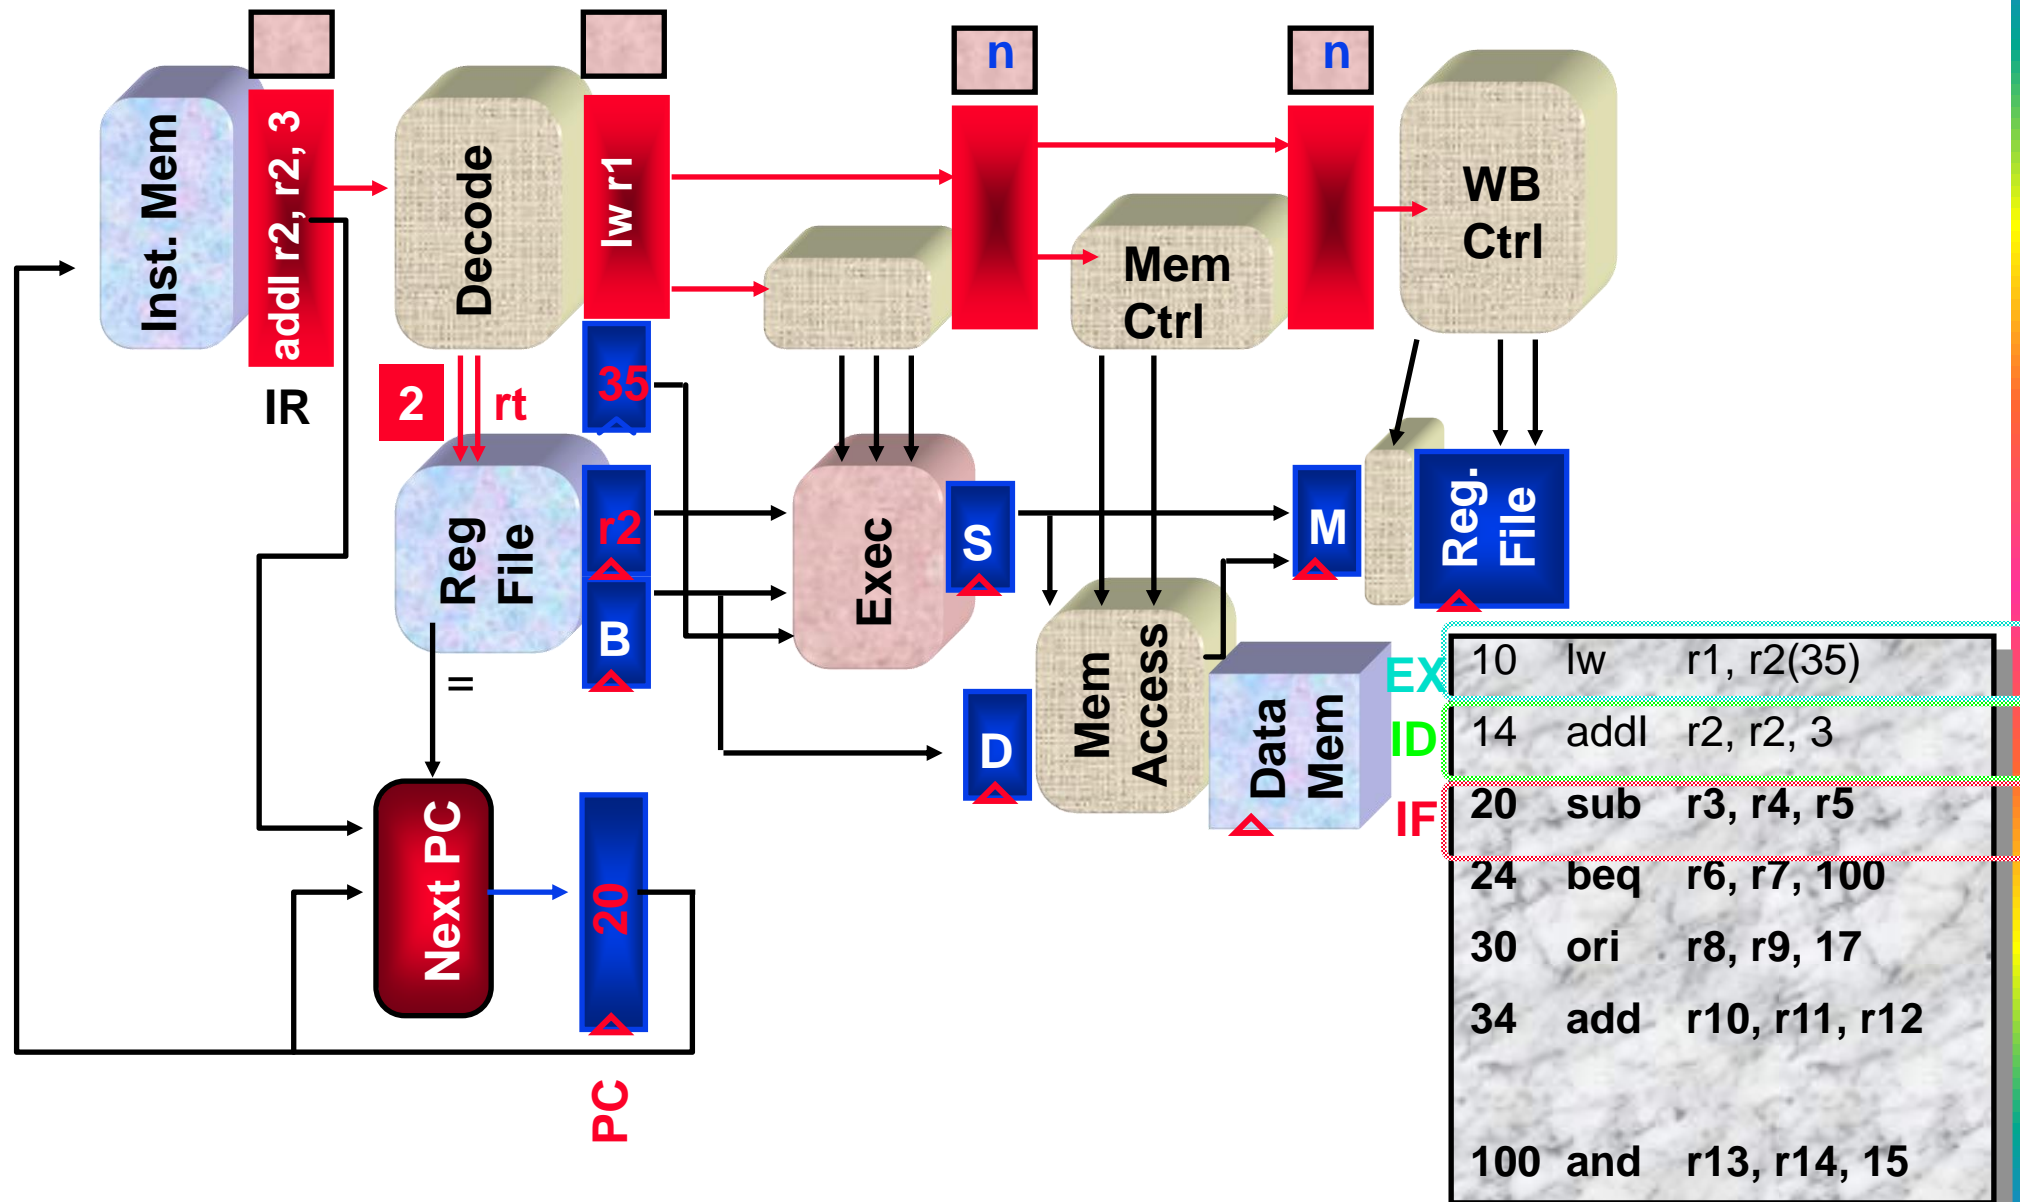 n
n
Inst. Mem
addI r2, r2, 3
Decode
lw r1
Mem
Ctrl
WB
Ctrl
IR
2
rt
35
Reg
File
r2
B
Exec
S
M
Reg.
File
=
D
Mem
Access
Data
Mem
Next PC
20
PC
EX
10 lw r1, r2(35)
ID
14 addI r2, r2, 3
IF
20 sub r3, r4, r5
24 beq r6, r7, 100
30 ori r8, r9, 17
34 add r10, r11, r12
100 and r13, r14, 15